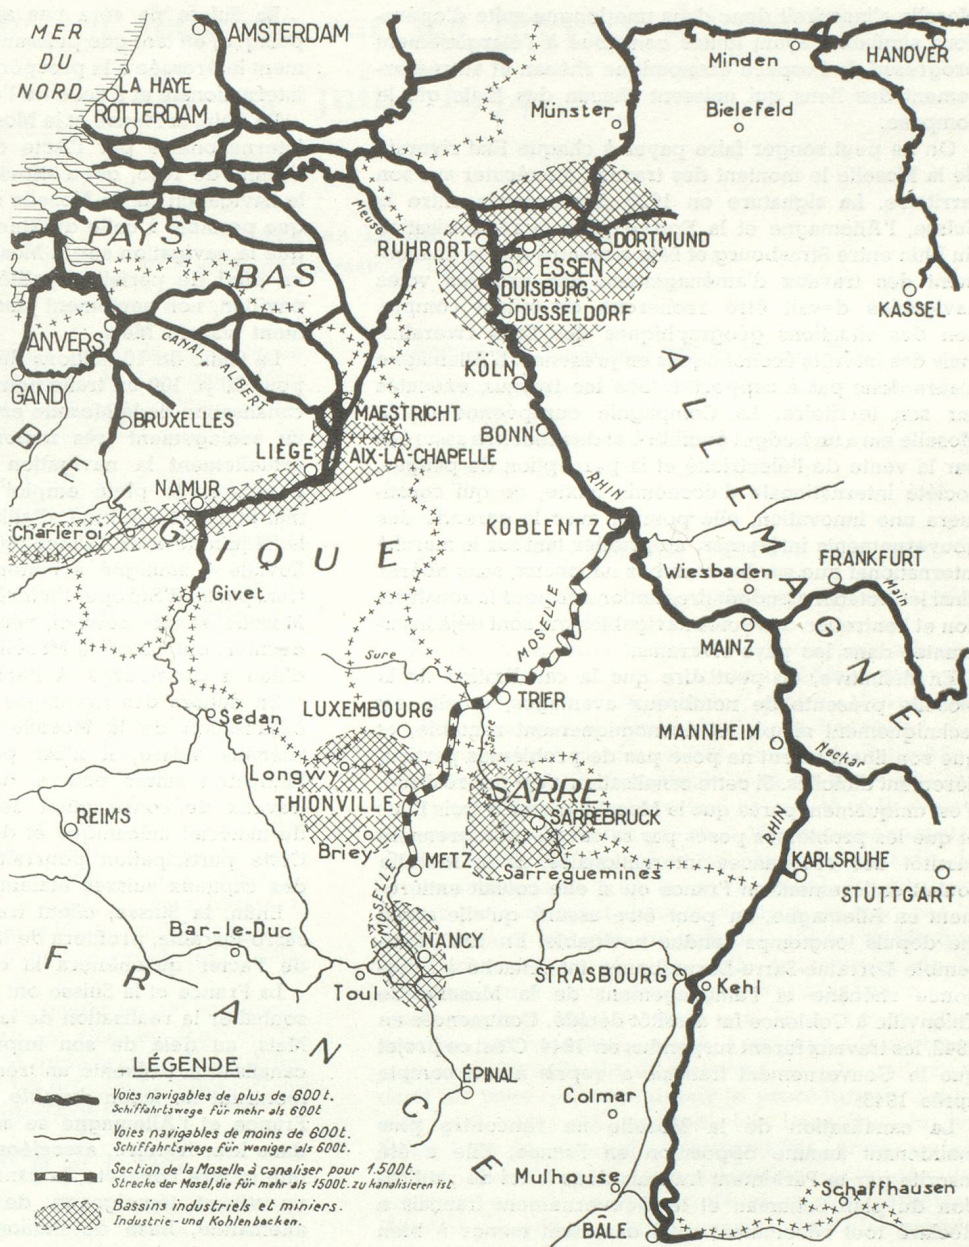 MER
DU
NORD
AMSTERDAM
LA HAYE
ROTTERDAM
Minden
HANOVER
Münster
Bielefeld
PAYS
BAS
Meuse
RUHRORT
ESSEN
DORTMUND
DUISBURG
DUSSELDORF
KASSEL
ANVERS
GAND
CANAL ALBERT
BRUXELLES
MAESTRICHT
LIÉGE
AIX-LA-CHAPELLE
KÖLN
BONN
RHIN
NAMUR
Charleroi
BELGIQUE
ALLEMAGNE
Givet
KOBLENTZ
Wiesbaden
FRANKFURT
MAINZ
MOSELLE
Sure
TRIER
LUXEMBOURG
Sedan
Longwy
THIONVILLE
Briey
METZ
SARRE
SARREBRUCK
Sarreguemines
MANNHEIM
Neckar
RHIN
KARLSRUHE
STUTTGART
REIMS
Bar-le-Duc
MOSELLE
NANCY
Toul
STRASBOURG
Kehl
FRANCE
ÉPINAL
Colmar
Mulhouse
BÂLE
Schaffhausen
LÉGENDE
Voies navigables de plus de 600t.
Schiffahrtswege für mehr als 600t
Voies navigables de moins de 600t.
Schiffahrtswege für weniger als 600t.
Section de la Moselle à canaliser pour 1.500t.
Strecke der Mosel, die für mehr als 1500t. zu kanalisieren
Bassins industriels et miniers.
Industrie- und Kohlenbecken.